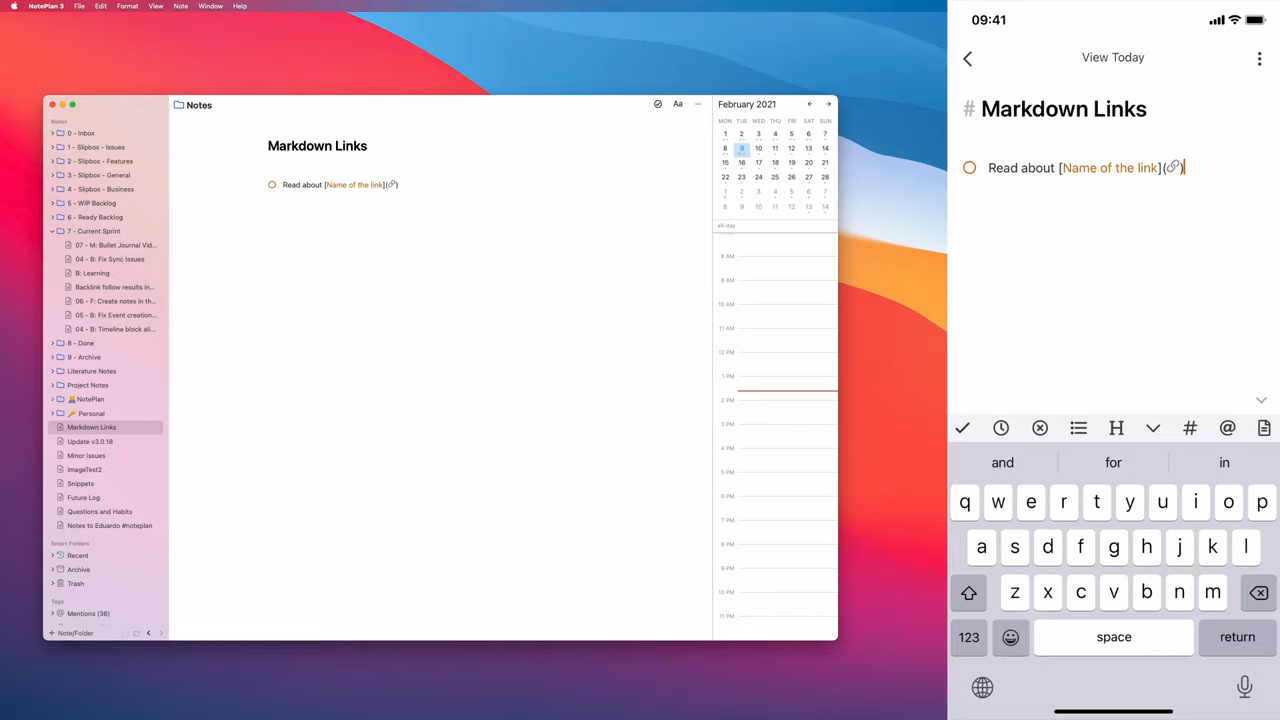 NotePlan 3 File Edit Format View Note Window Help
Notes
0 - Inbox
1 - Slipbox - Issues
2 - Slipbox - Features
3 - Slipbox - General
4 - Slipbox - Business
5 - WIP Backlog
6 - Ready Backlog
7 - Current Sprint
07 - M: Bullet Journal Vid...
04 - B: Fix Sync Issues
B: Learning
Backlink follow results in...
06 - F: Create notes in th...
05 - B: Fix Event creation...
04 - B: Timeline block ali...
8 - Done
9 - Archive
Literature Notes
Project Notes
NotePlan
Personal
Markdown Links
Update v3.0.18
Minor Issues
ImageTest2
Snippets
Future Log
Questions and Habits
Notes to Eduardo #noteplan
Smart Folders
Recent
Archive
Trash
Tags
@ Mentions (36)
+ Note/Folder
Notes
Aa
Markdown Links
Read about [Name of the link](🔗)
February 2021
MON TUE WED THU FRI SAT SUN
1 2 3 4 5 6 7
8 9 10 11 12 13 14
15 16 17 18 19 20 21
22 23 24 25 26 27 28
1 2 3 4 5 6 7
8 9 10 11 12 13 14
all-day
8 AM
9 AM
10 AM
11 AM
12 PM
1 PM
2 PM
3 PM
4 PM
5 PM
6 PM
7 PM
8 PM
9 PM
10 PM
11 PM
09:41
View Today
# Markdown Links
Read about [Name of the link](🔗)
H # @
and for in
q w e r t y u i o p
a s d f g h j k l
z x c v b n m
123 space return